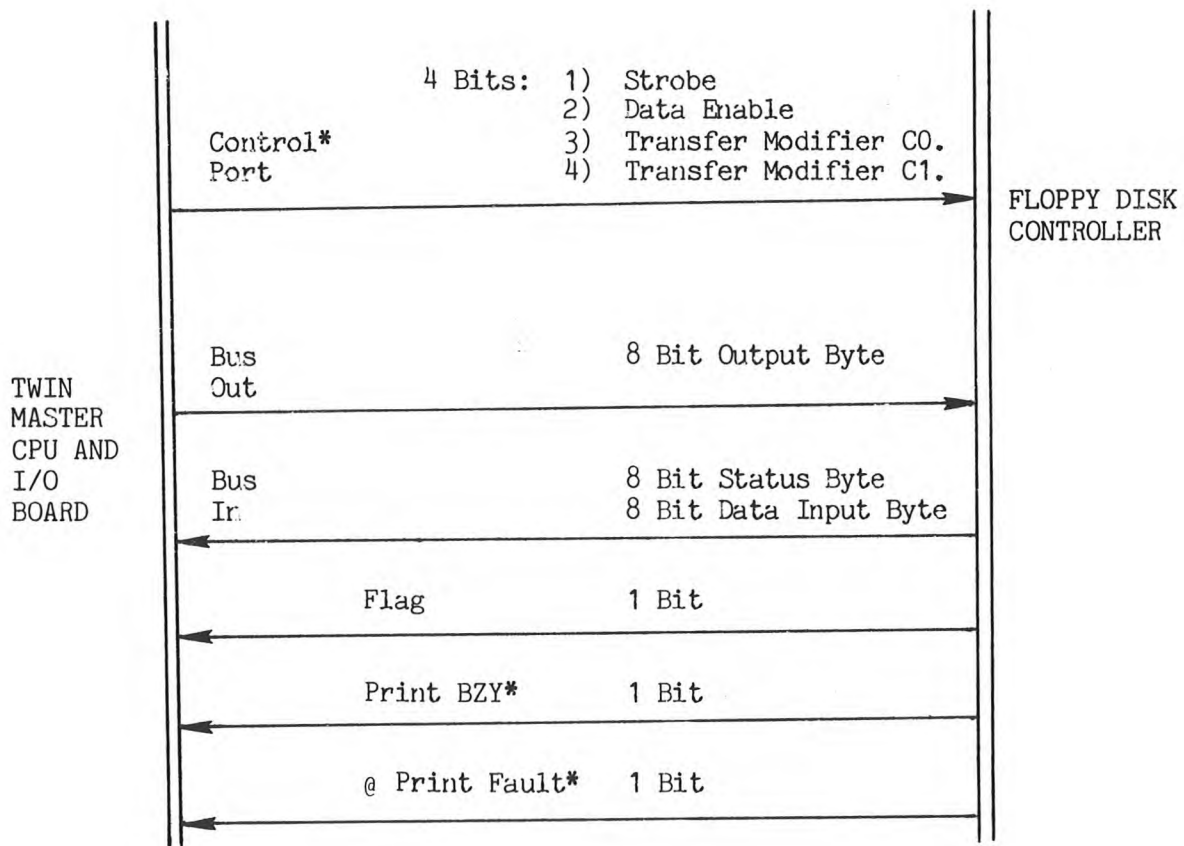 4 Bits: 1) Strobe
2) Data Enable
Control* 3) Transfer Modifier C0.
Port 4) Transfer Modifier C1.
FLOPPY DISK
CONTROLLER
Bus 8 Bit Output Byte
Out
TWIN
MASTER
CPU AND
I/O
BOARD
Bus 8 Bit Status Byte
In 8 Bit Data Input Byte
Flag 1 Bit
Print BZY* 1 Bit
@ Print Fault* 1 Bit